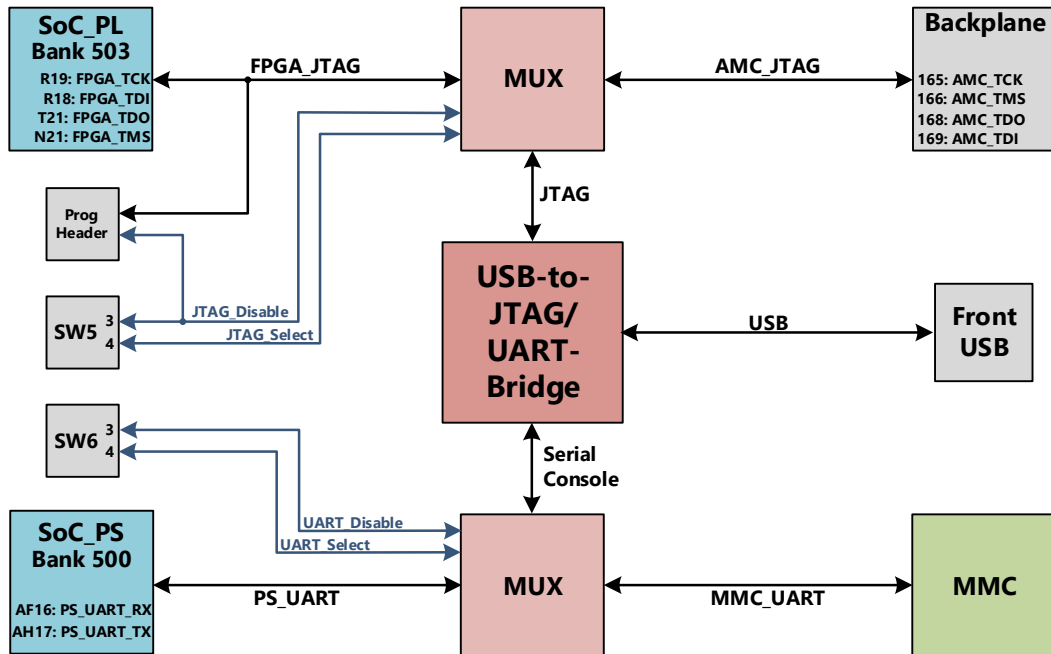 SoC_PL
Bank 503
R19: FPGA_TCK
R18: FPGA_TDI
T21: FPGA_TDO
N21: FPGA_TMS
FPGA_JTAG
MUX
AMC_JTAG
Backplane
165: AMC_TCK
166: AMC_TMS
168: AMC_TDO
169: AMC_TDI
JTAG
Prog
Header
SW5
3
4
JTAG_Disable
JTAG_Select
USB-to-
JTAG/
UART-
Bridge
USB
Front
USB
SW6
3
4
Serial
Console
UART_Disable
UART_Select
SoC_PS
Bank 500
AF16: PS_UART_RX
AH17: PS_UART_TX
PS_UART
MUX
MMC_UART
MMC